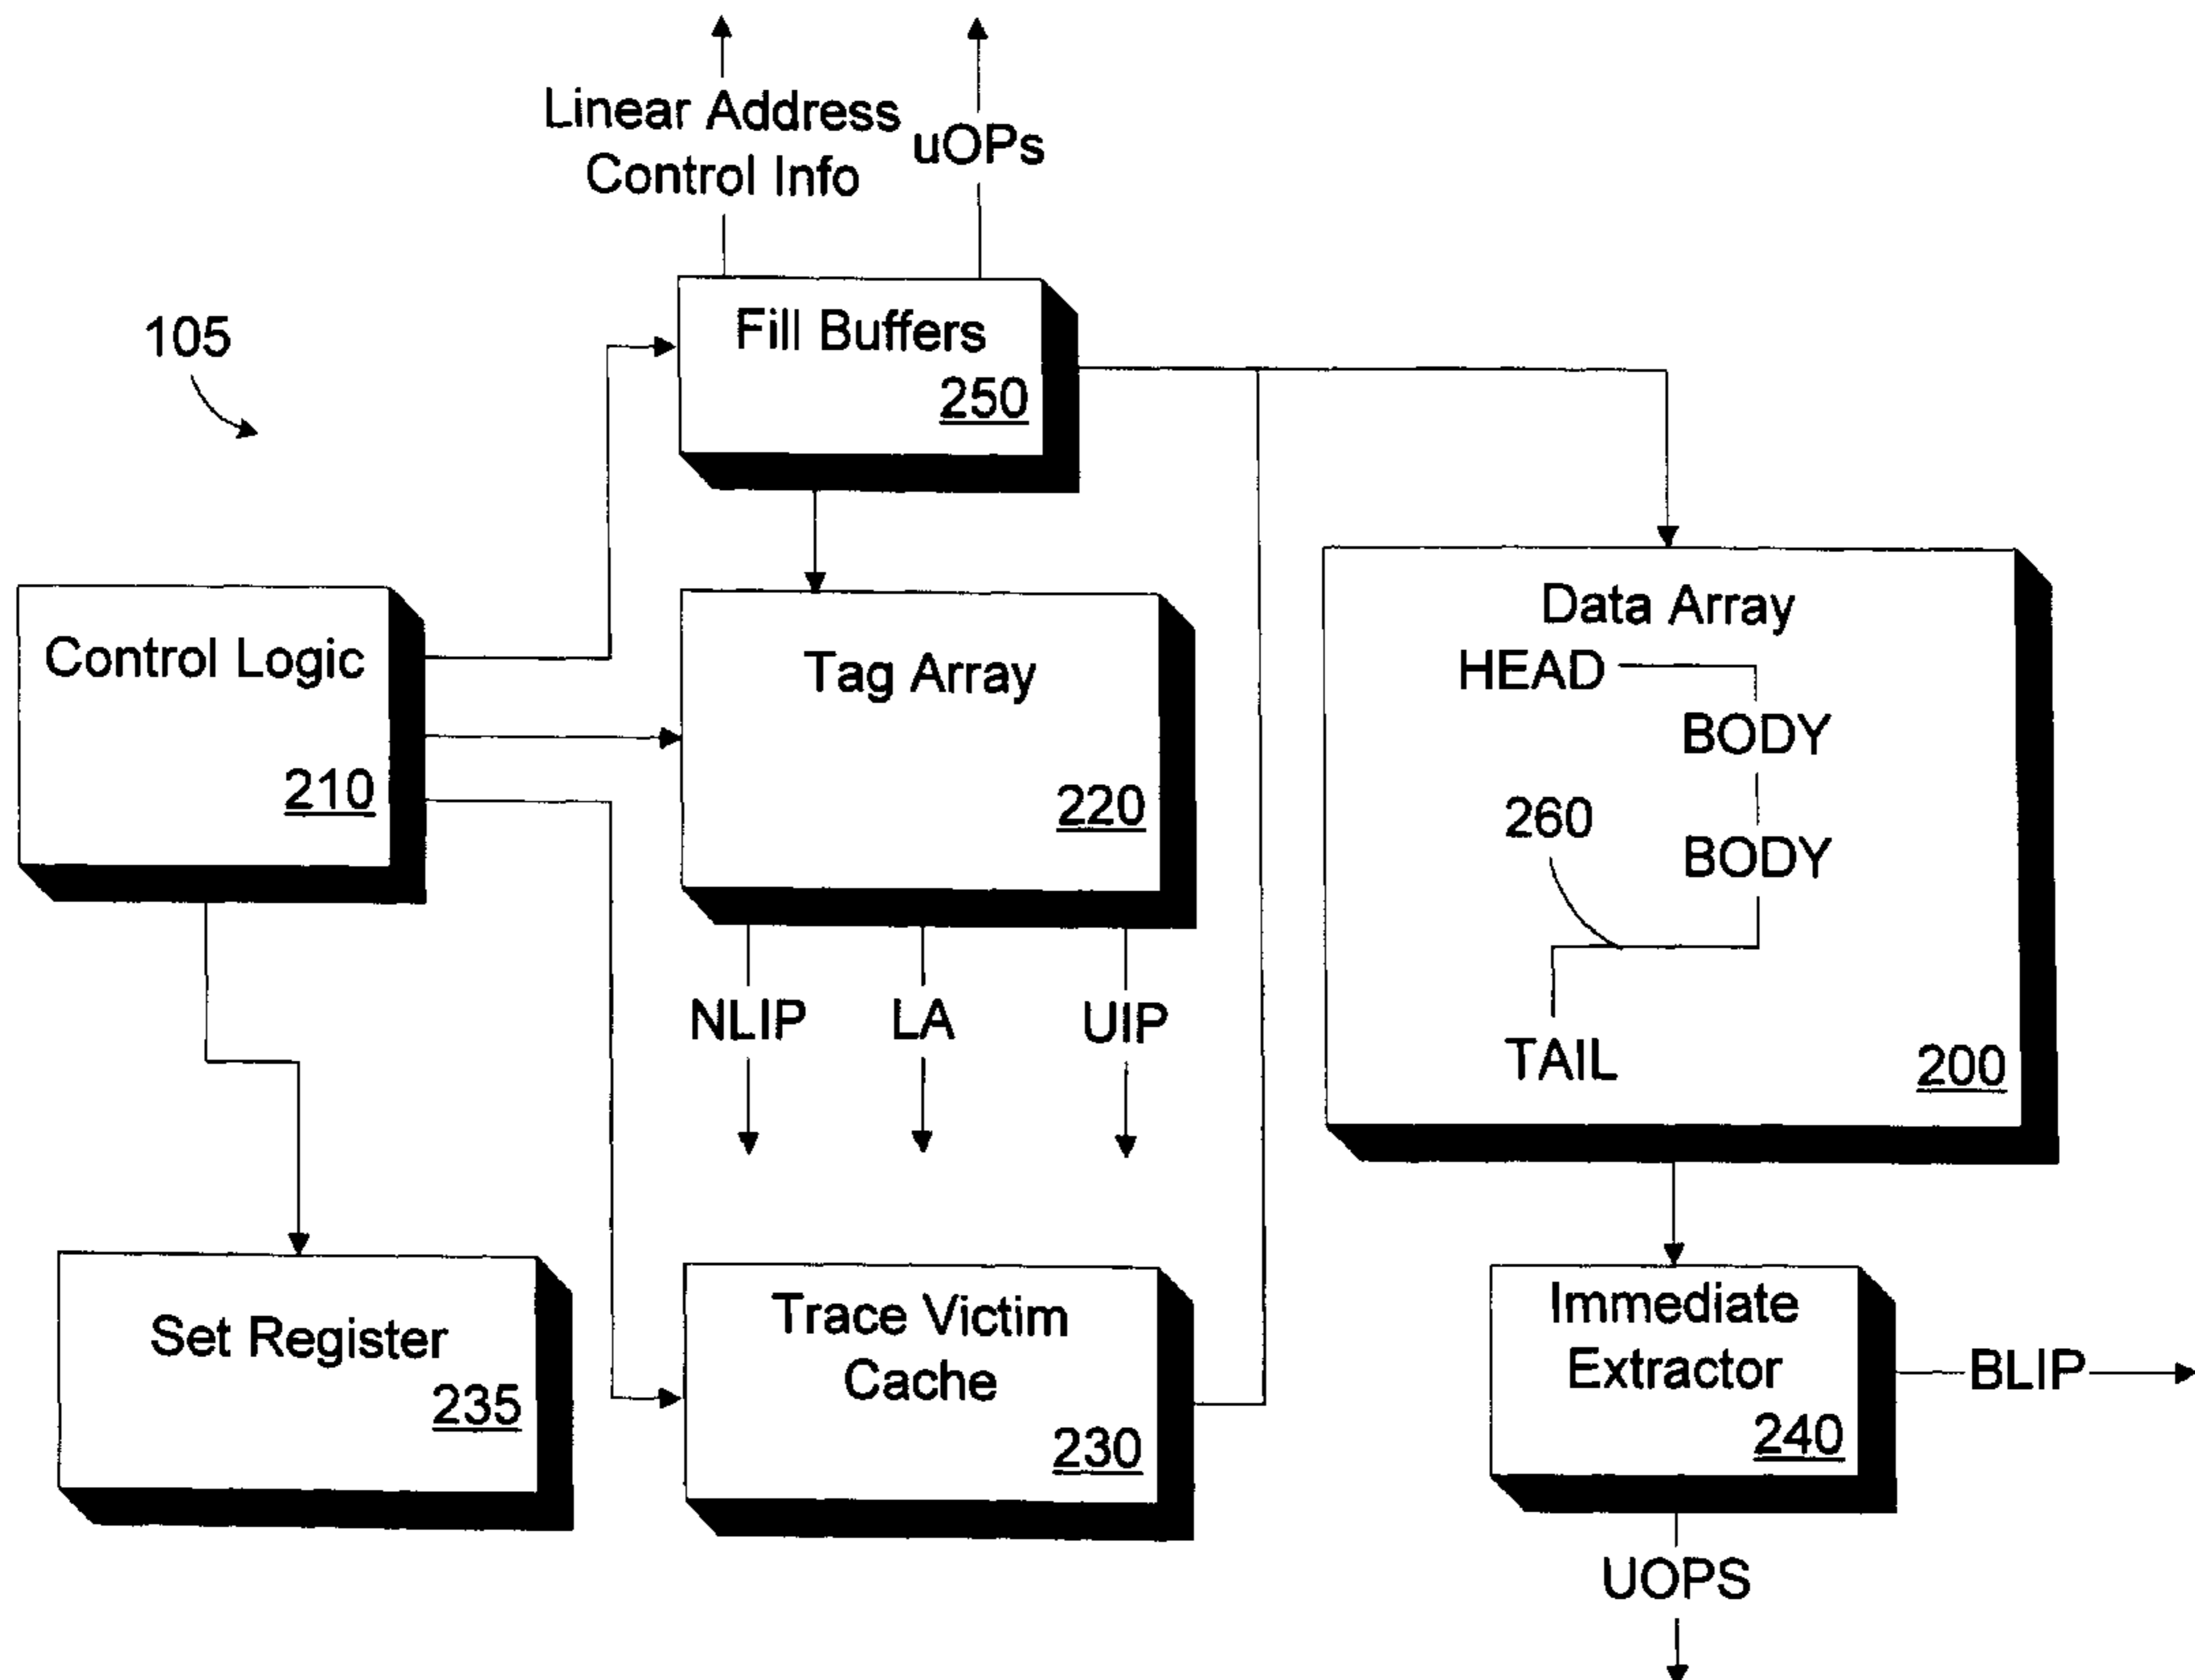 Linear Address
Control Info
uOPs
105
Fill Buffers
250
Control Logic
210
Tag Array
220
Data Array
HEAD
BODY
260
BODY
TAIL
200
NLIP
LA
UIP
Set Register
235
Trace Victim
Cache
230
Immediate
Extractor
240
BLIP
UOPS